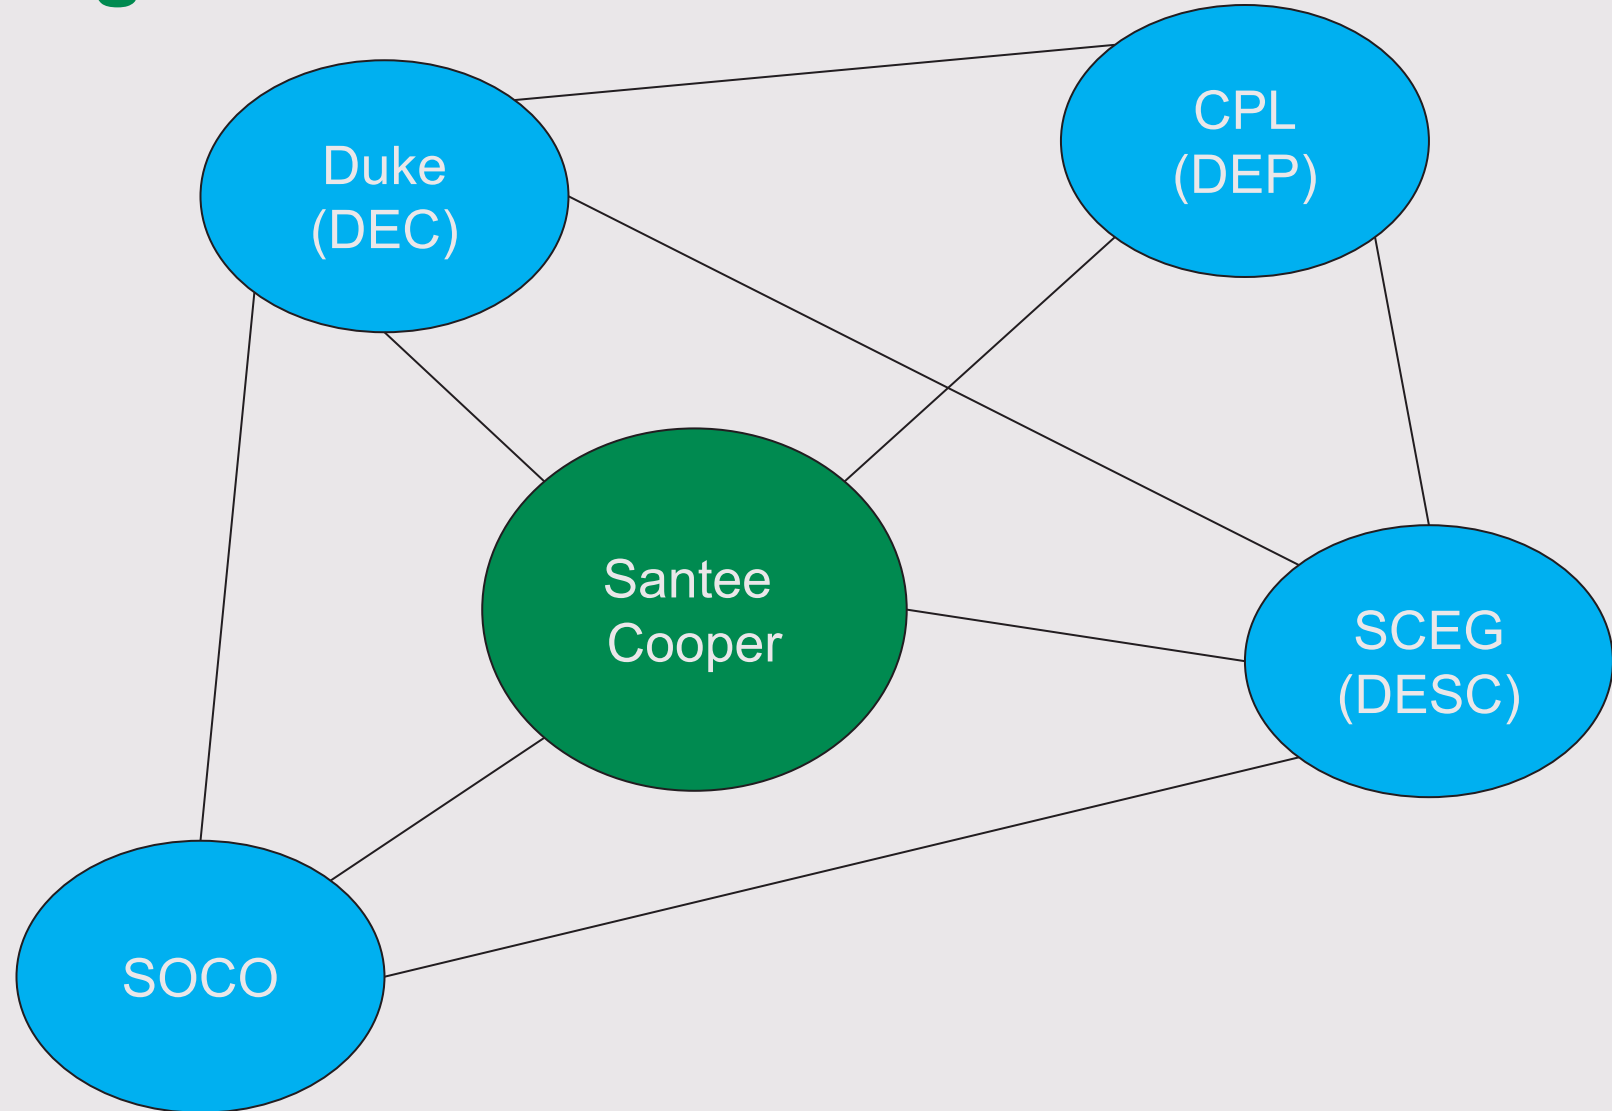 Duke
(DEC)
CPL
(DEP)
Santee
Cooper
SCEG
(DESC)
SOCO